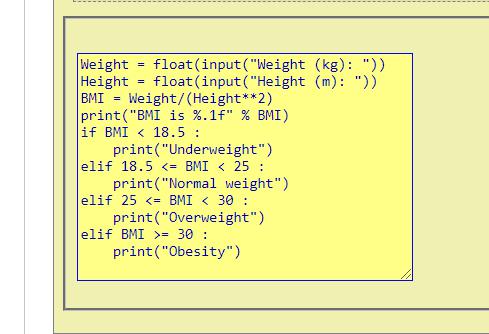 Weight = float(input("Weight (kg): "))
Height = float(input("Height (m): "))
BMI = Weight/(Height**2)
print("BMI is %.1f" % BMI)
if BMI < 18.5 :
    print("Underweight")
elif 18.5 <= BMI < 25 :
    print("Normal weight")
elif 25 <= BMI < 30 :
    print("Overweight")
elif BMI >= 30 :
    print("Obesity")